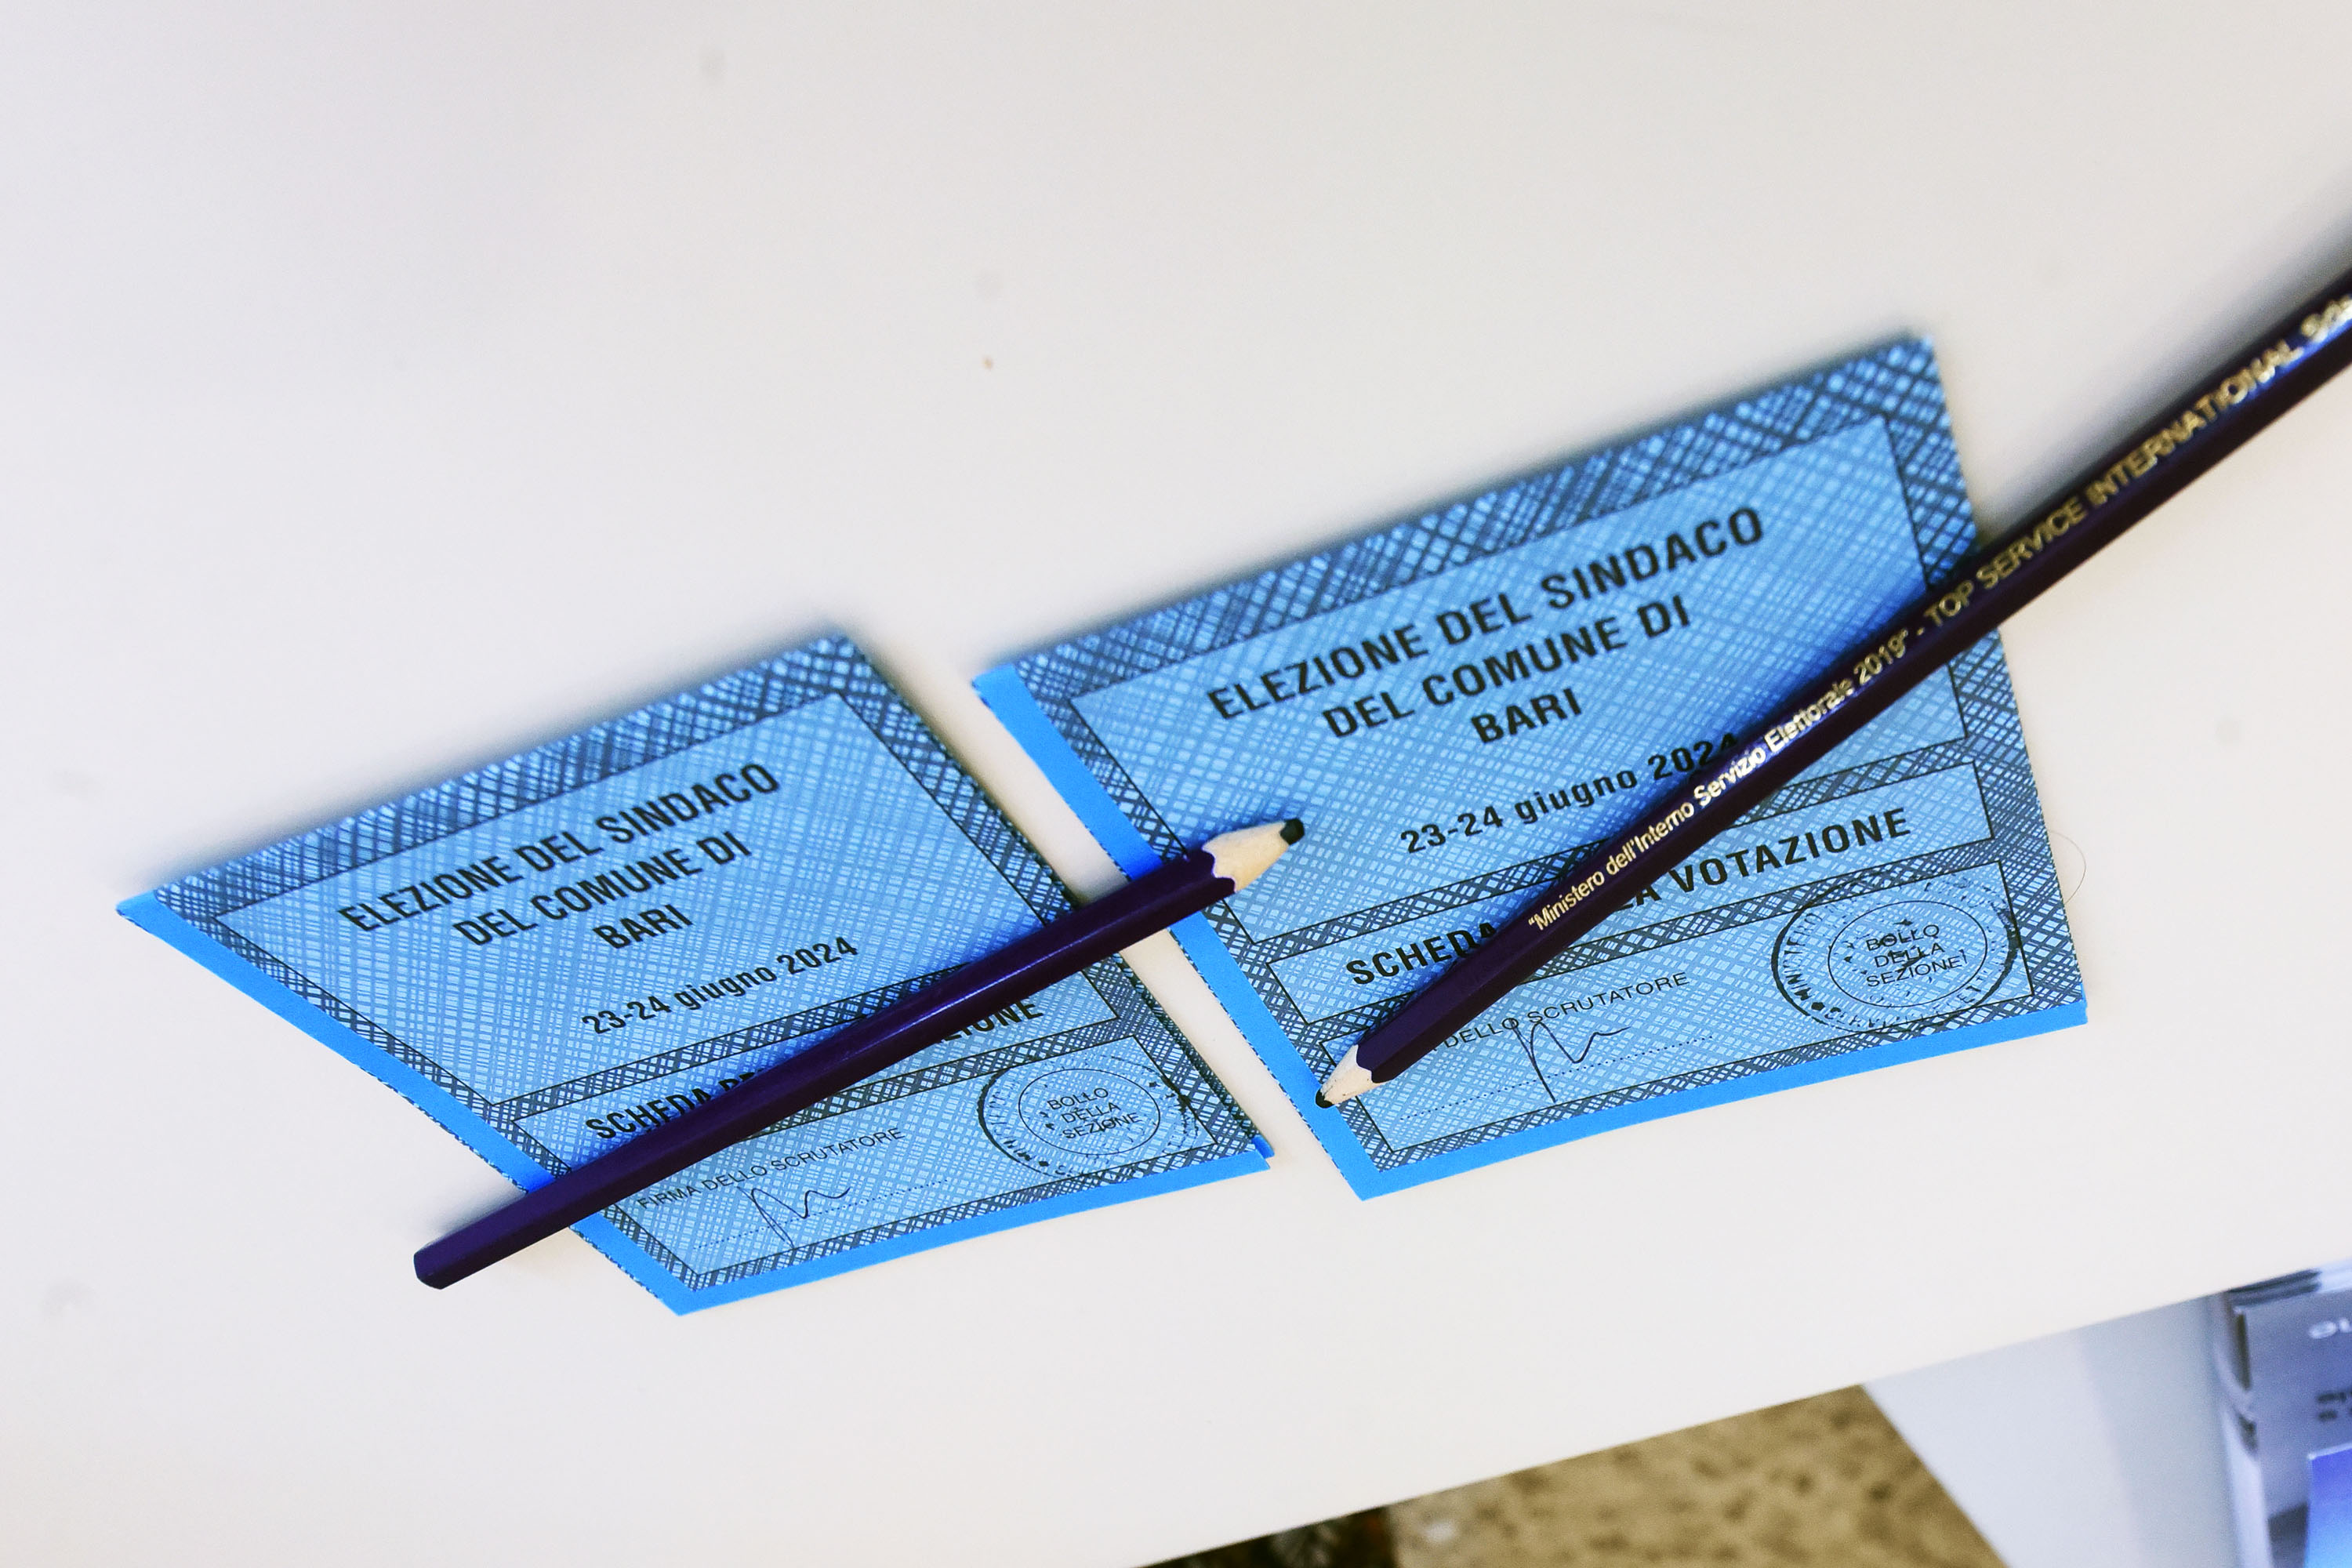 ELEZIONE DEL SINDACO
DEL COMUNE DI
BARI
23-24 giugno 2024
SCHEDA
FIRMA DELLO SCRUTATORE
BOLLO
DELLA
SEZIONE
ELEZIONE DEL SINDACO
DEL COMUNE DI
BARI
23-24 giugno 2024
SCHEDA VOTAZIONE
DELLO SCRUTATORE
BOLLO
DELLA
SEZIONE
"Ministero dell'Interno Servizio Elettorale 2019" - TOP SERVICE INTERNATIONAL